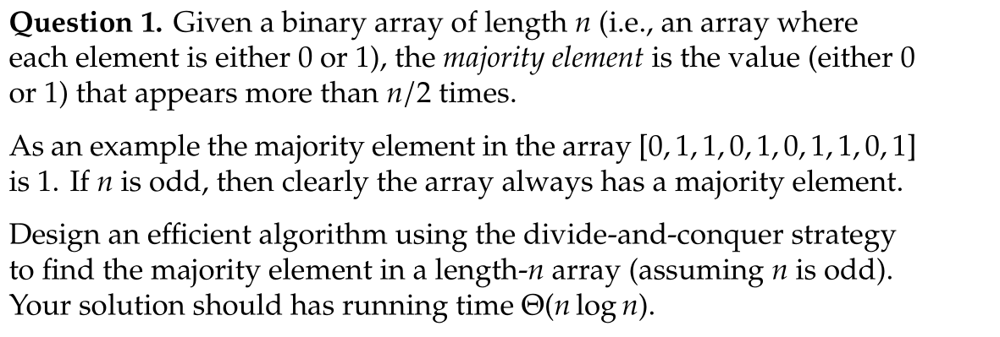 Question 1. Given a binary array of length n (i.e., an array where
each element is either 0 or 1), the majority element is the value (either 0
or 1) that appears more than n/2 times.
As an example the majority element in the array [0, 1, 1, 0, 1, 0, 1, 1, 0, 1]
is 1. If n is odd, then clearly the array always has a majority element.
Design an efficient algorithm using the divide-and-conquer strategy
to find the majority element in a length-n array (assuming n is odd).
Your solution should has running time Θ(n log n).